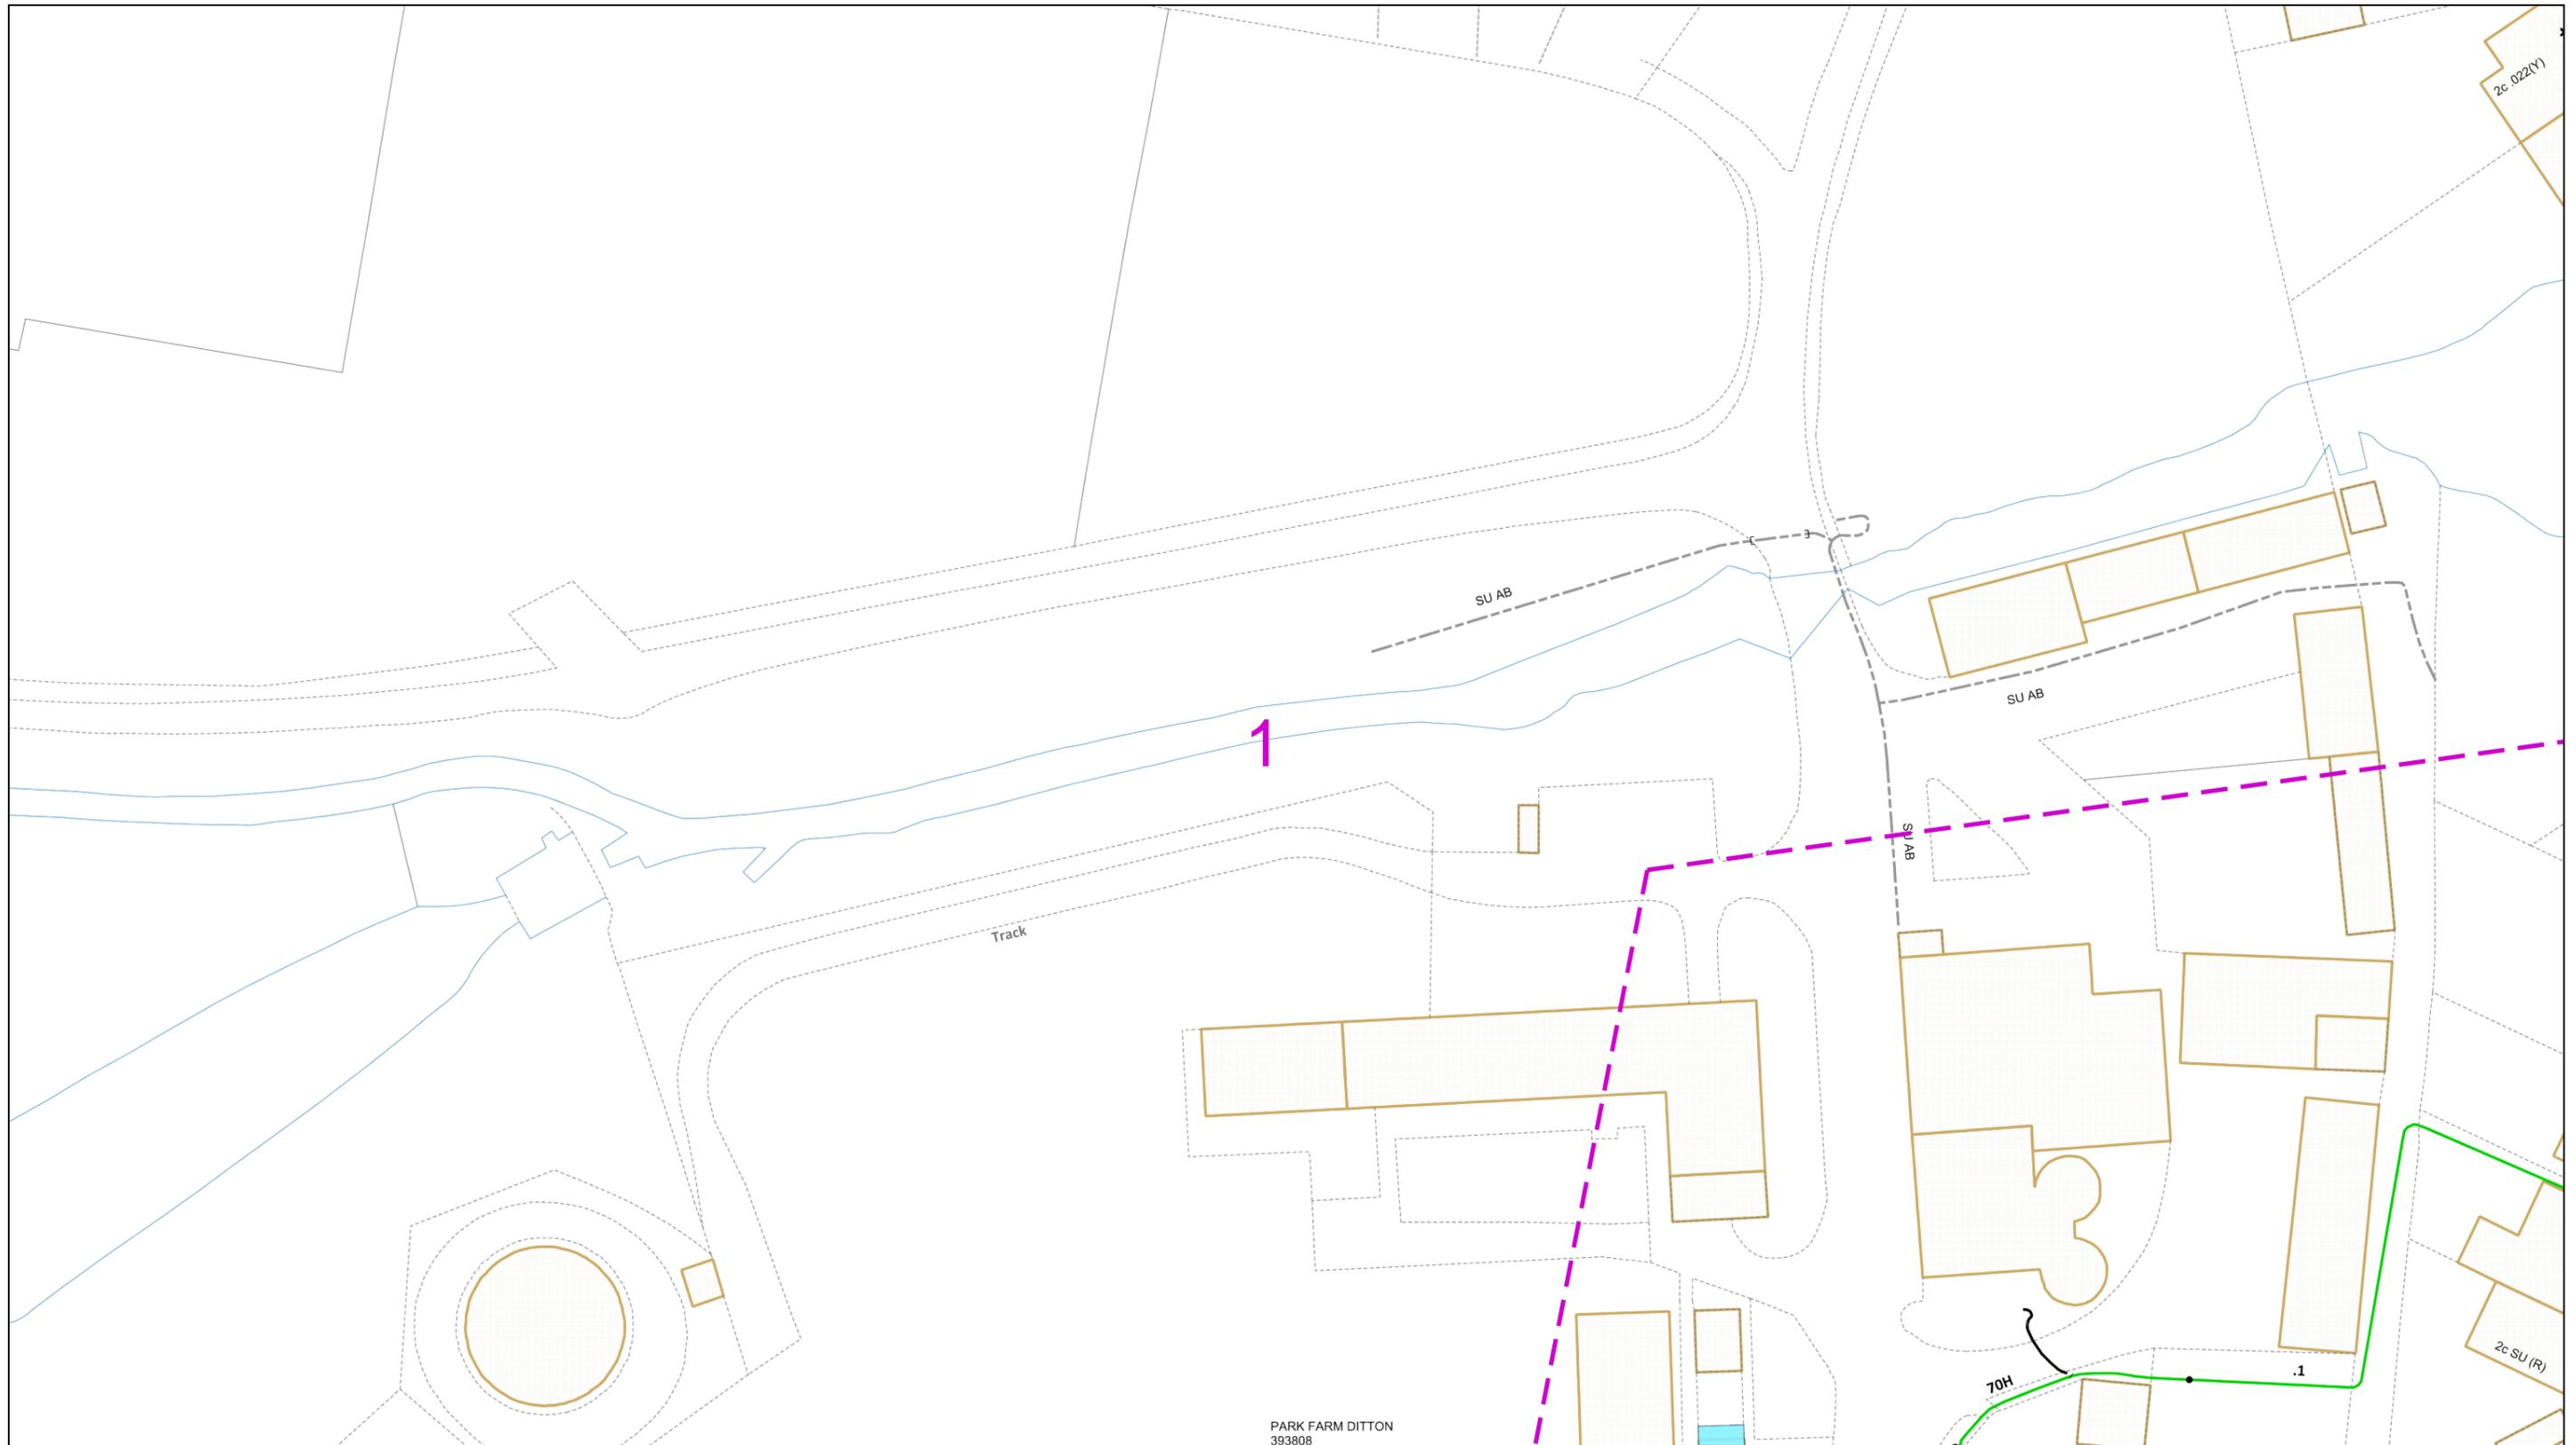 2c .022(Y)
SU AB
SU AB
1
SU AB
Track
2c SU (R)
.1
70H
PARK FARM DITTON
393808